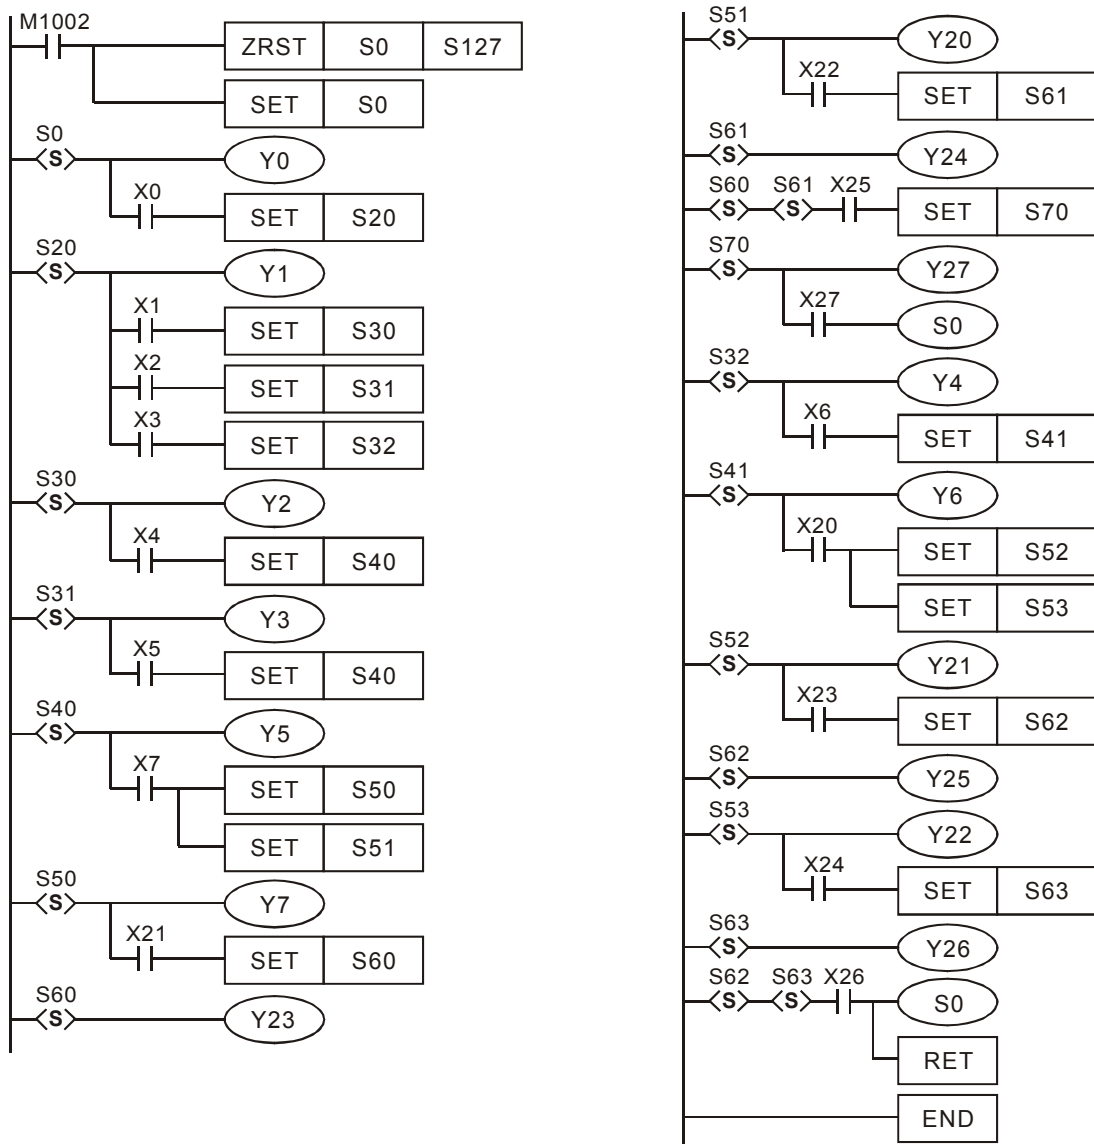 M1002
ZRST S0 S127
SET S0
S0
S Y0
X0
SET S20
S20
S Y1
X1
SET S30
X2
SET S31
X3
SET S32
S30
S Y2
X4
SET S40
S31
S Y3
X5
SET S40
S40
S Y5
X7
SET S50
SET S51
S50
S Y7
X21
SET S60
S60
S Y23
S51
S Y20
X22
SET S61
S61
S Y24
S60 S61 X25
S S SET S70
S70
S Y27
X27
S0
S32
S Y4
X6
SET S41
S41
S Y6
X20
SET S52
SET S53
S52
S Y21
X23
SET S62
S62
S Y25
S53
S Y22
X24
SET S63
S63
S Y26
S62 S63 X26
S S S0
RET
END